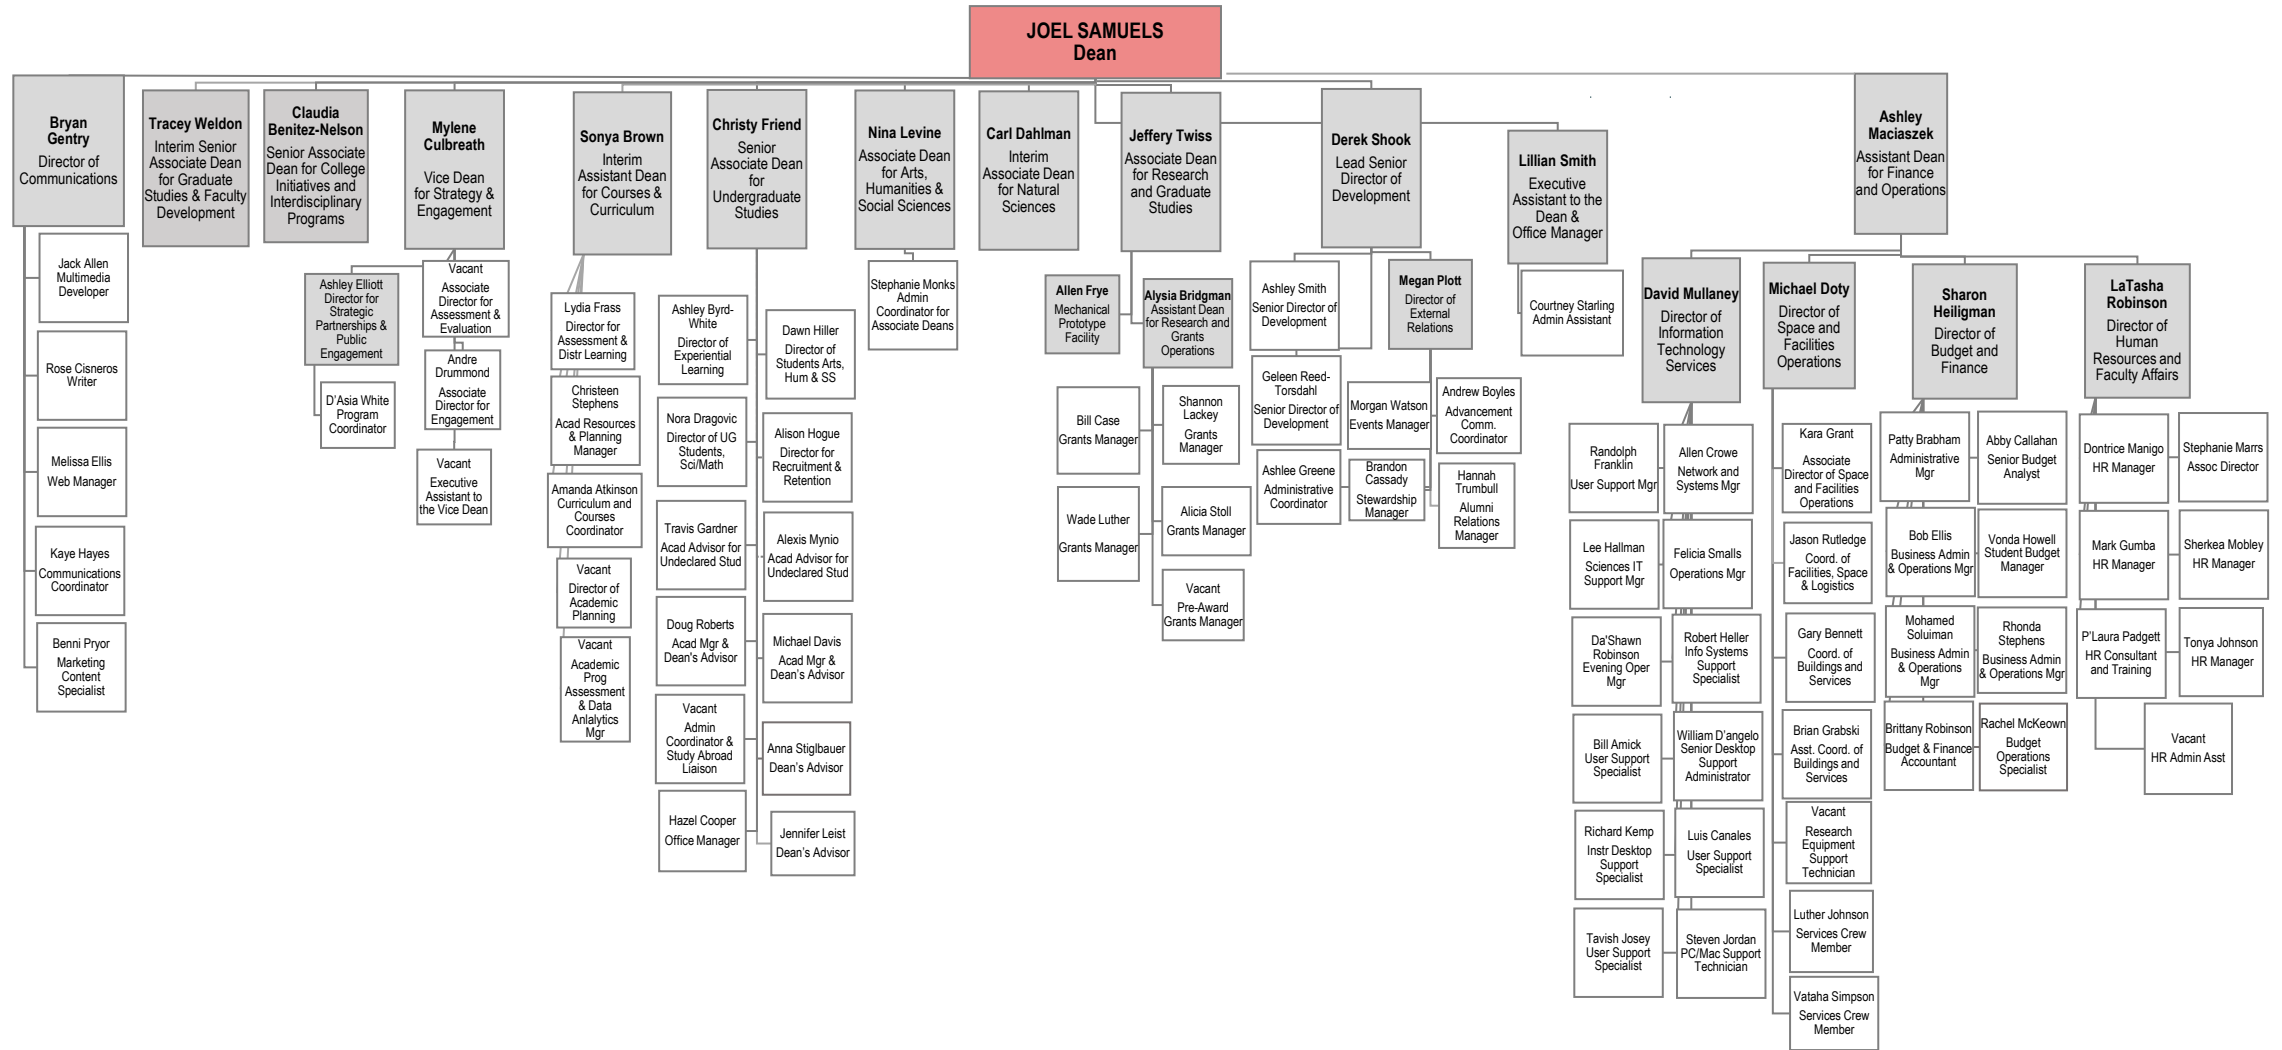 JOEL SAMUELS
Dean
Bryan
Gentry
Director of
Communications
Jack Allen
Multimedia
Developer
Rose Cisneros
Writer
Melissa Ellis
Web Manager
Kaye Hayes
Communications
Coordinator
Benni Pryor
Marketing
Content
Specialist
Tracey Weldon
Interim Senior
Associate Dean
for Graduate
Studies & Faculty
Development
Claudia
Benitez-Nelson
Senior Associate
Dean for College
Initiatives and
Interdisciplinary
Programs
Mylene
Culbreath
Vice Dean
for Strategy &
Engagement
Ashley Elliott
Director for
Strategic
Partnerships &
Public
Engagement
D'Asia White
Program
Coordinator
Vacant
Associate
Director for
Assessment &
Evaluation
Andre
Drummond
Associate
Director for
Engagement
Vacant
Executive
Assistant to
the Vice Dean
Sonya Brown
Interim
Assistant Dean
for Courses &
Curriculum
Lydia Frass
Director for
Assessment &
Distr Learning
Christeen
Stephens
Acad Resources
& Planning
Manager
Amanda Atkinson
Curriculum and
Courses
Coordinator
Vacant
Director of
Academic
Planning
Vacant
Academic
Prog
Assessment
& Data
Anlalytics
Mgr
Christy Friend
Senior
Associate Dean
for
Undergraduate
Studies
Ashley Byrd-
White
Director of
Experiential
Learning
Dawn Hiller
Director of
Students Arts,
Hum & SS
Nora Dragovic
Director of UG
Students,
Sci/Math
Alison Hogue
Director for
Recruitment &
Retention
Travis Gardner
Acad Advisor for
Undeclared Stud
Alexis Mynio
Acad Advisor for
Undeclared Stud
Doug Roberts
Acad Mgr &
Dean's Advisor
Michael Davis
Acad Mgr &
Dean's Advisor
Vacant
Admin
Coordinator &
Study Abroad
Liaison
Anna Stiglbauer
Dean's Advisor
Hazel Cooper
Office Manager
Jennifer Leist
Dean's Advisor
Nina Levine
Associate Dean
for Arts,
Humanities &
Social Sciences
Stephanie Monks
Admin
Coordinator for
Associate Deans
Carl Dahlman
Interim
Associate Dean
for Natural
Sciences
Jeffery Twiss
Associate Dean
for Research
and Graduate
Studies
Allen Frye
Mechanical
Prototype
Facility
Alysia Bridgman
Assistant Dean
for Research and
Grants
Operations
Bill Case
Grants Manager
Shannon
Lackey
Grants
Manager
Wade Luther
Grants Manager
Alicia Stoll
Grants Manager
Vacant
Pre-Award
Grants Manager
Derek Shook
Lead Senior
Director of
Development
Ashley Smith
Senior Director of
Development
Geleen Reed-
Torsdahl
Senior Director of
Development
Ashlee Greene
Administrative
Coordinator
Megan Plott
Director of
External
Relations
Morgan Watson
Events Manager
Andrew Boyles
Advancement
Comm.
Coordinator
Brandon
Cassady
Stewardship
Manager
Hannah
Trumbull
Alumni
Relations
Manager
Lillian Smith
Executive
Assistant to the
Dean &
Office Manager
Courtney Starling
Admin Assistant
Ashley
Maciaszek
Assistant Dean
for Finance
and Operations
David Mullaney
Director of
Information
Technology
Services
Randolph
Franklin
User Support Mgr
Allen Crowe
Network and
Systems Mgr
Lee Hallman
Sciences IT
Support Mgr
Felicia Smalls
Operations Mgr
Da'Shawn
Robinson
Evening Oper
Mgr
Robert Heller
Info Systems
Support
Specialist
Bill Amick
User Support
Specialist
William D'angelo
Senior Desktop
Support
Administrator
Richard Kemp
Instr Desktop
Support
Specialist
Luis Canales
User Support
Specialist
Tavish Josey
User Support
Specialist
Steven Jordan
PC/Mac Support
Technician
Michael Doty
Director of
Space and
Facilities
Operations
Kara Grant
Associate
Director of Space
and Facilities
Operations
Jason Rutledge
Coord. of
Facilities, Space
& Logistics
Gary Bennett
Coord. of
Buildings and
Services
Brian Grabski
Asst. Coord. of
Buildings and
Services
Vacant
Research
Equipment
Support
Technician
Luther Johnson
Services Crew
Member
Vataha Simpson
Services Crew
Member
Sharon
Heiligman
Director of
Budget and
Finance
Patty Brabham
Administrative
Mgr
Abby Callahan
Senior Budget
Analyst
Bob Ellis
Business Admin
& Operations Mgr
Vonda Howell
Student Budget
Manager
Mohamed
Soluiman
Business Admin
& Operations
Mgr
Rhonda
Stephens
Business Admin
& Operations Mgr
Brittany Robinson
Budget & Finance
Accountant
Rachel McKeown
Budget
Operations
Specialist
LaTasha
Robinson
Director of
Human
Resources and
Faculty Affairs
Dontrice Manigo
HR Manager
Stephanie Marrs
Assoc Director
Mark Gumba
HR Manager
Sherkea Mobley
HR Manager
P'Laura Padgett
HR Consultant
and Training
Tonya Johnson
HR Manager
Vacant
HR Admin Asst